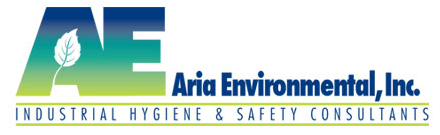 AE
Aria Environmental, Inc.
INDUSTRIAL HYGIENE & SAFETY CONSULTANTS